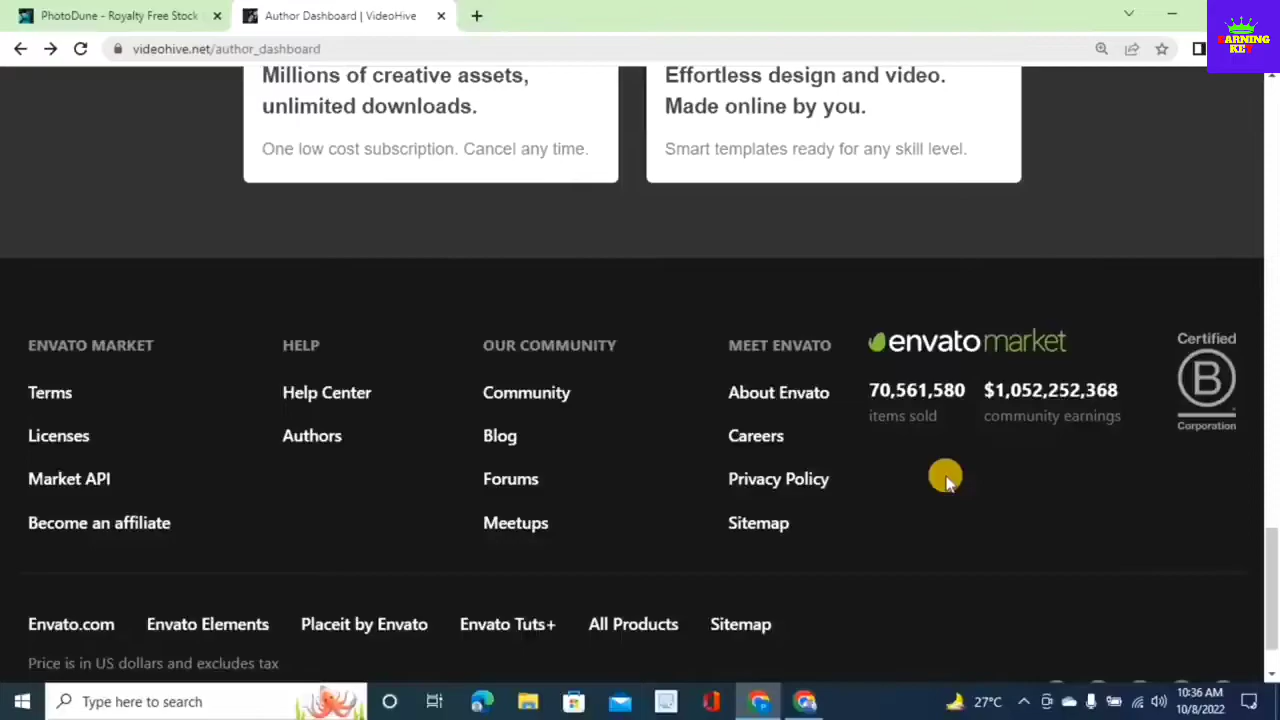 PhotoDune - Royalty Free Stock
Author Dashboard | VideoHive
EARNING
KEY
videohive.net/author_dashboard
Millions of creative assets,
unlimited downloads.
One low cost subscription. Cancel any time.
Effortless design and video.
Made online by you.
Smart templates ready for any skill level.
ENVATO MARKET
Terms
Licenses
Market API
Become an affiliate
HELP
Help Center
Authors
OUR COMMUNITY
Community
Blog
Forums
Meetups
MEET ENVATO
About Envato
Careers
Privacy Policy
Sitemap
envato market
70,561,580
items sold
$1,052,252,368
community earnings
Certified
B
Corporation
Envato.com Envato Elements Placeit by Envato Envato Tuts+ All Products Sitemap
Price is in US dollars and excludes tax
Type here to search
27°C
10:36 AM
10/8/2022